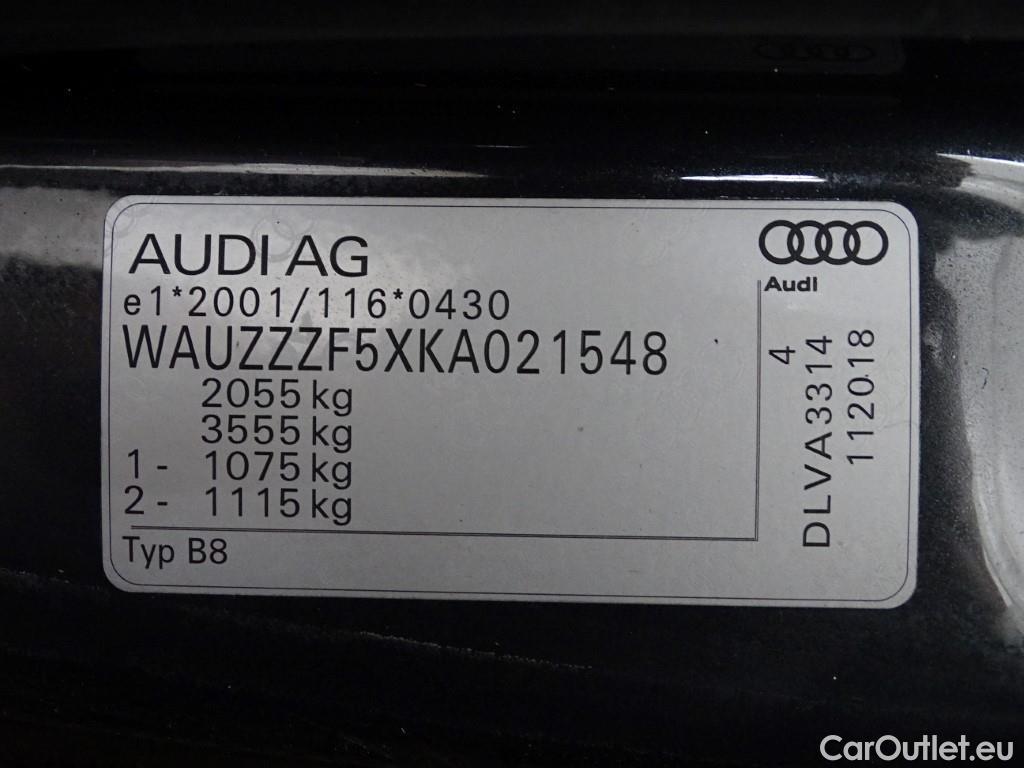 AUDI AG
e1*2001/116*0430
WAUZZZF5XKA021548
2055 kg
3555 kg
1 - 1075 kg
2 - 1115 kg
Typ B8
Audi
4
DLVA3314
112018
CarOutlet.eu